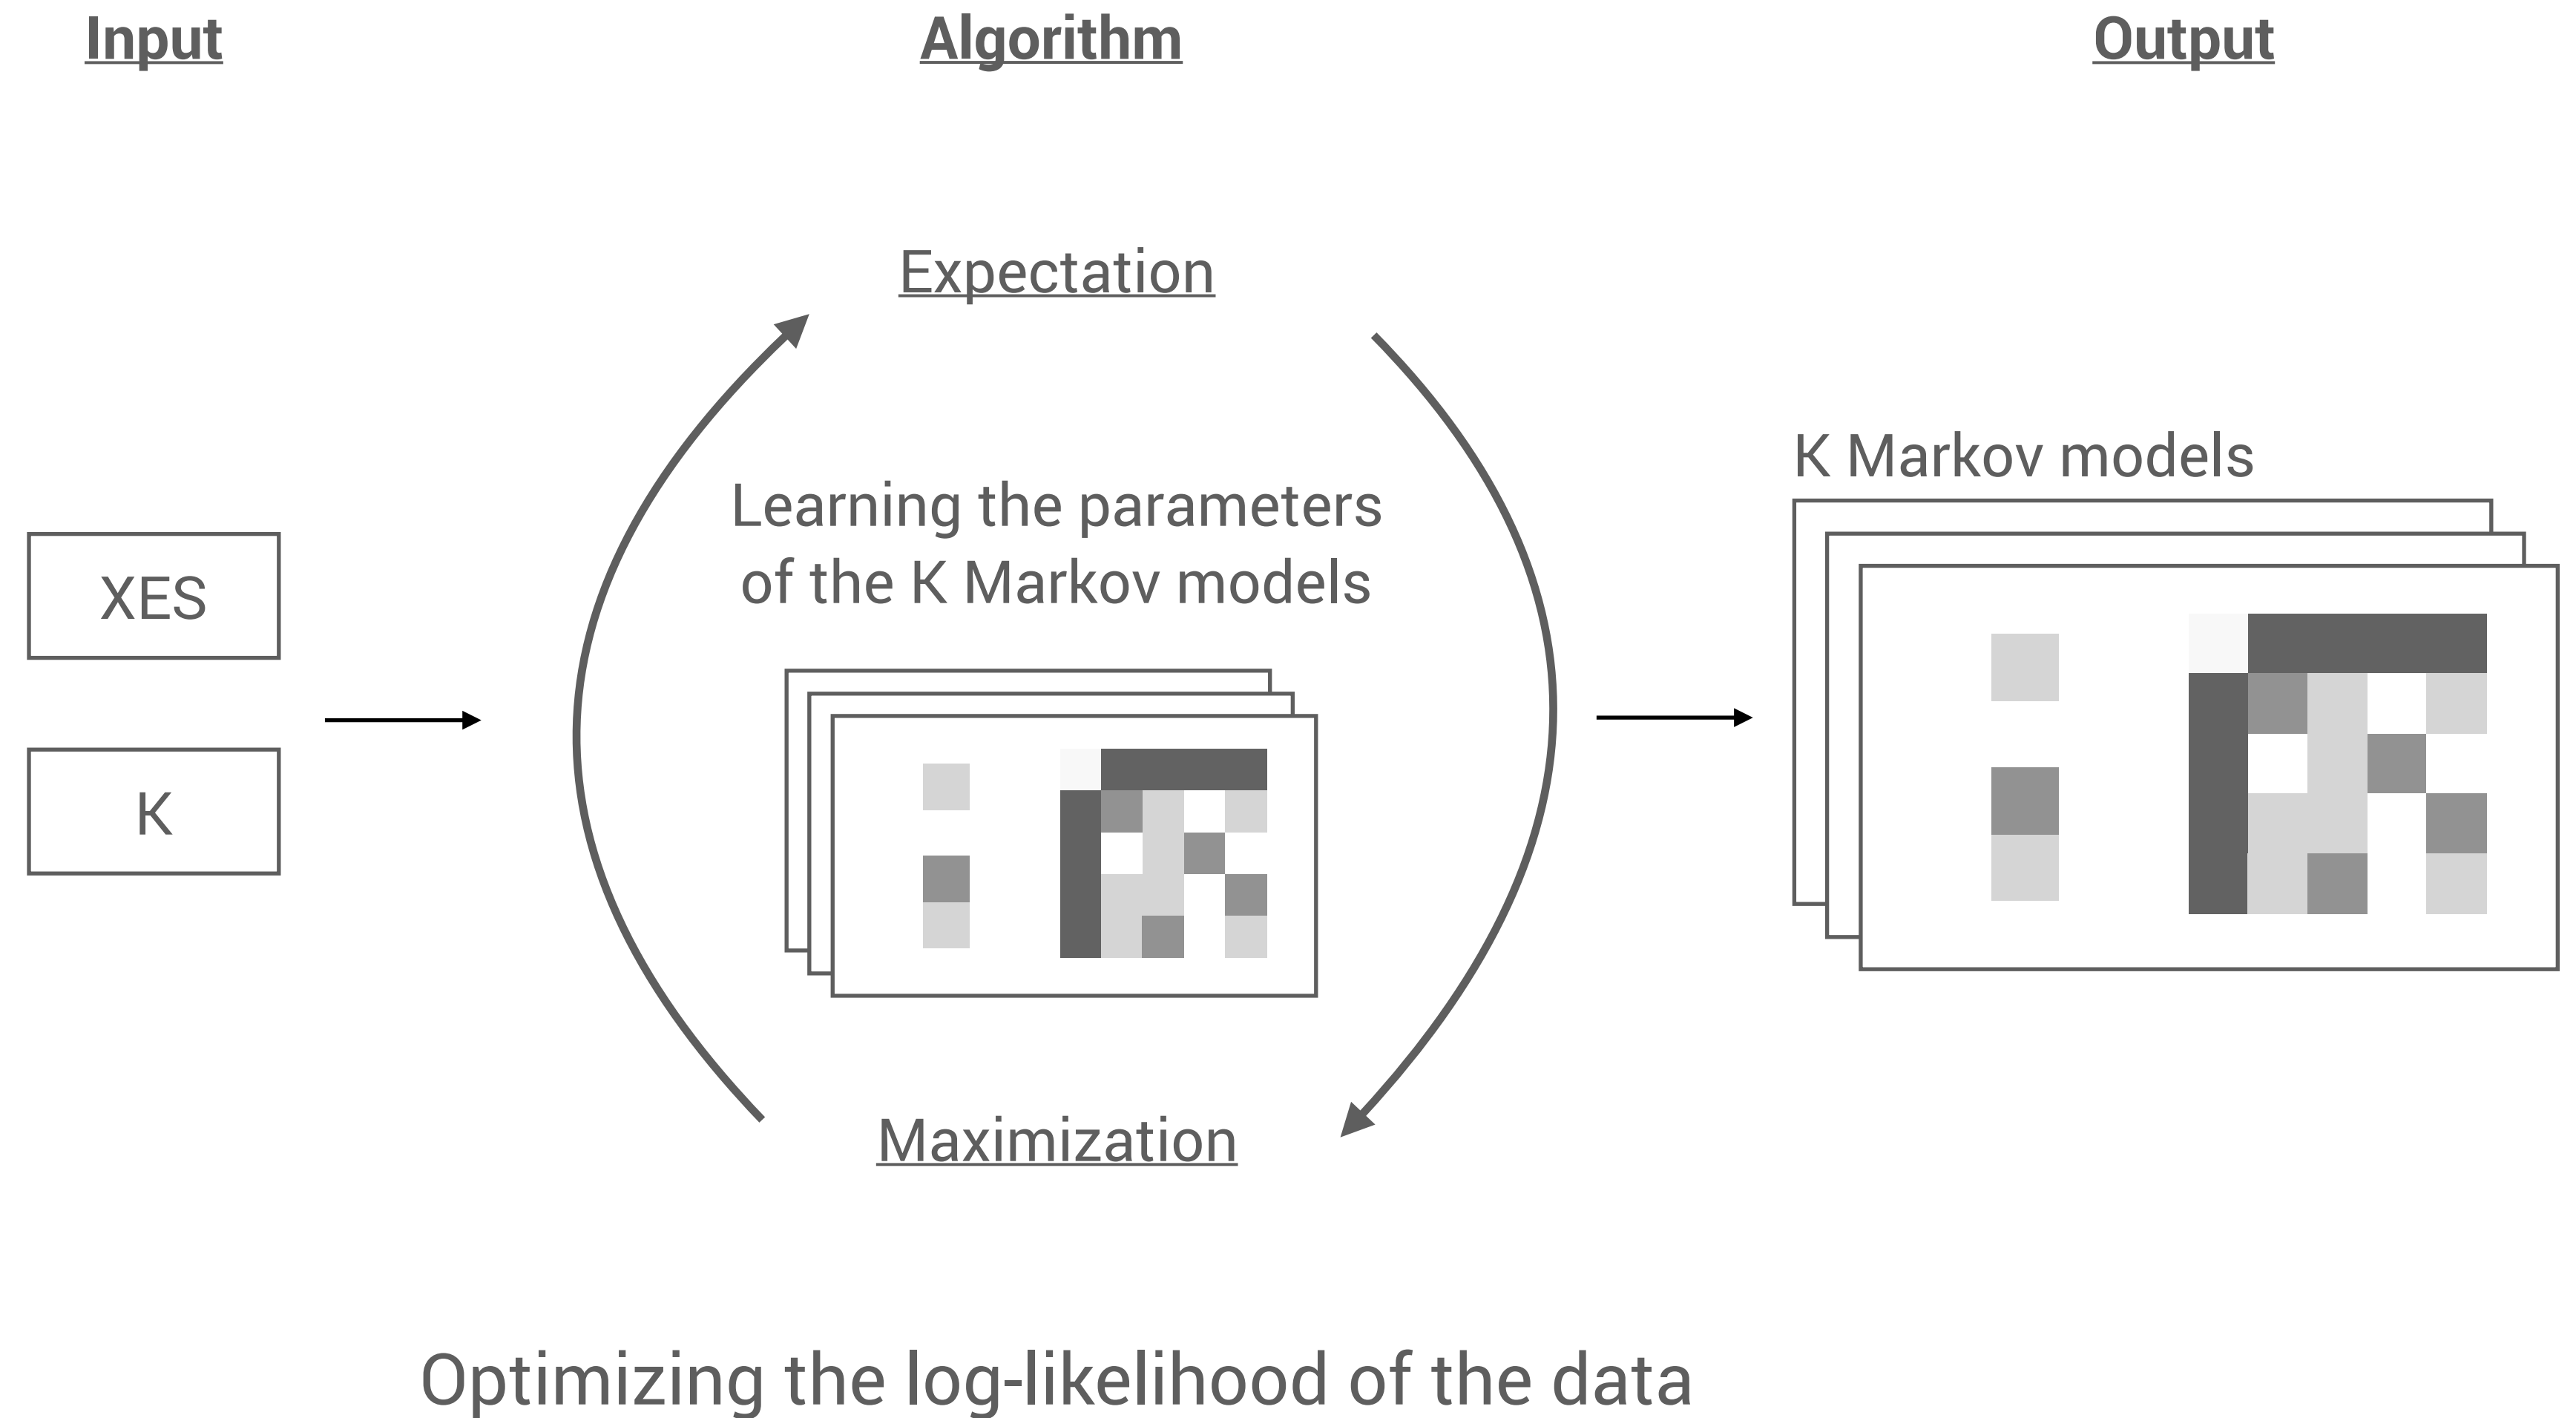 Input
Algorithm
Output
Expectation
Learning the parameters
of the K Markov models
Maximization
XES
K
K Markov models
Optimizing the log-likelihood of the data